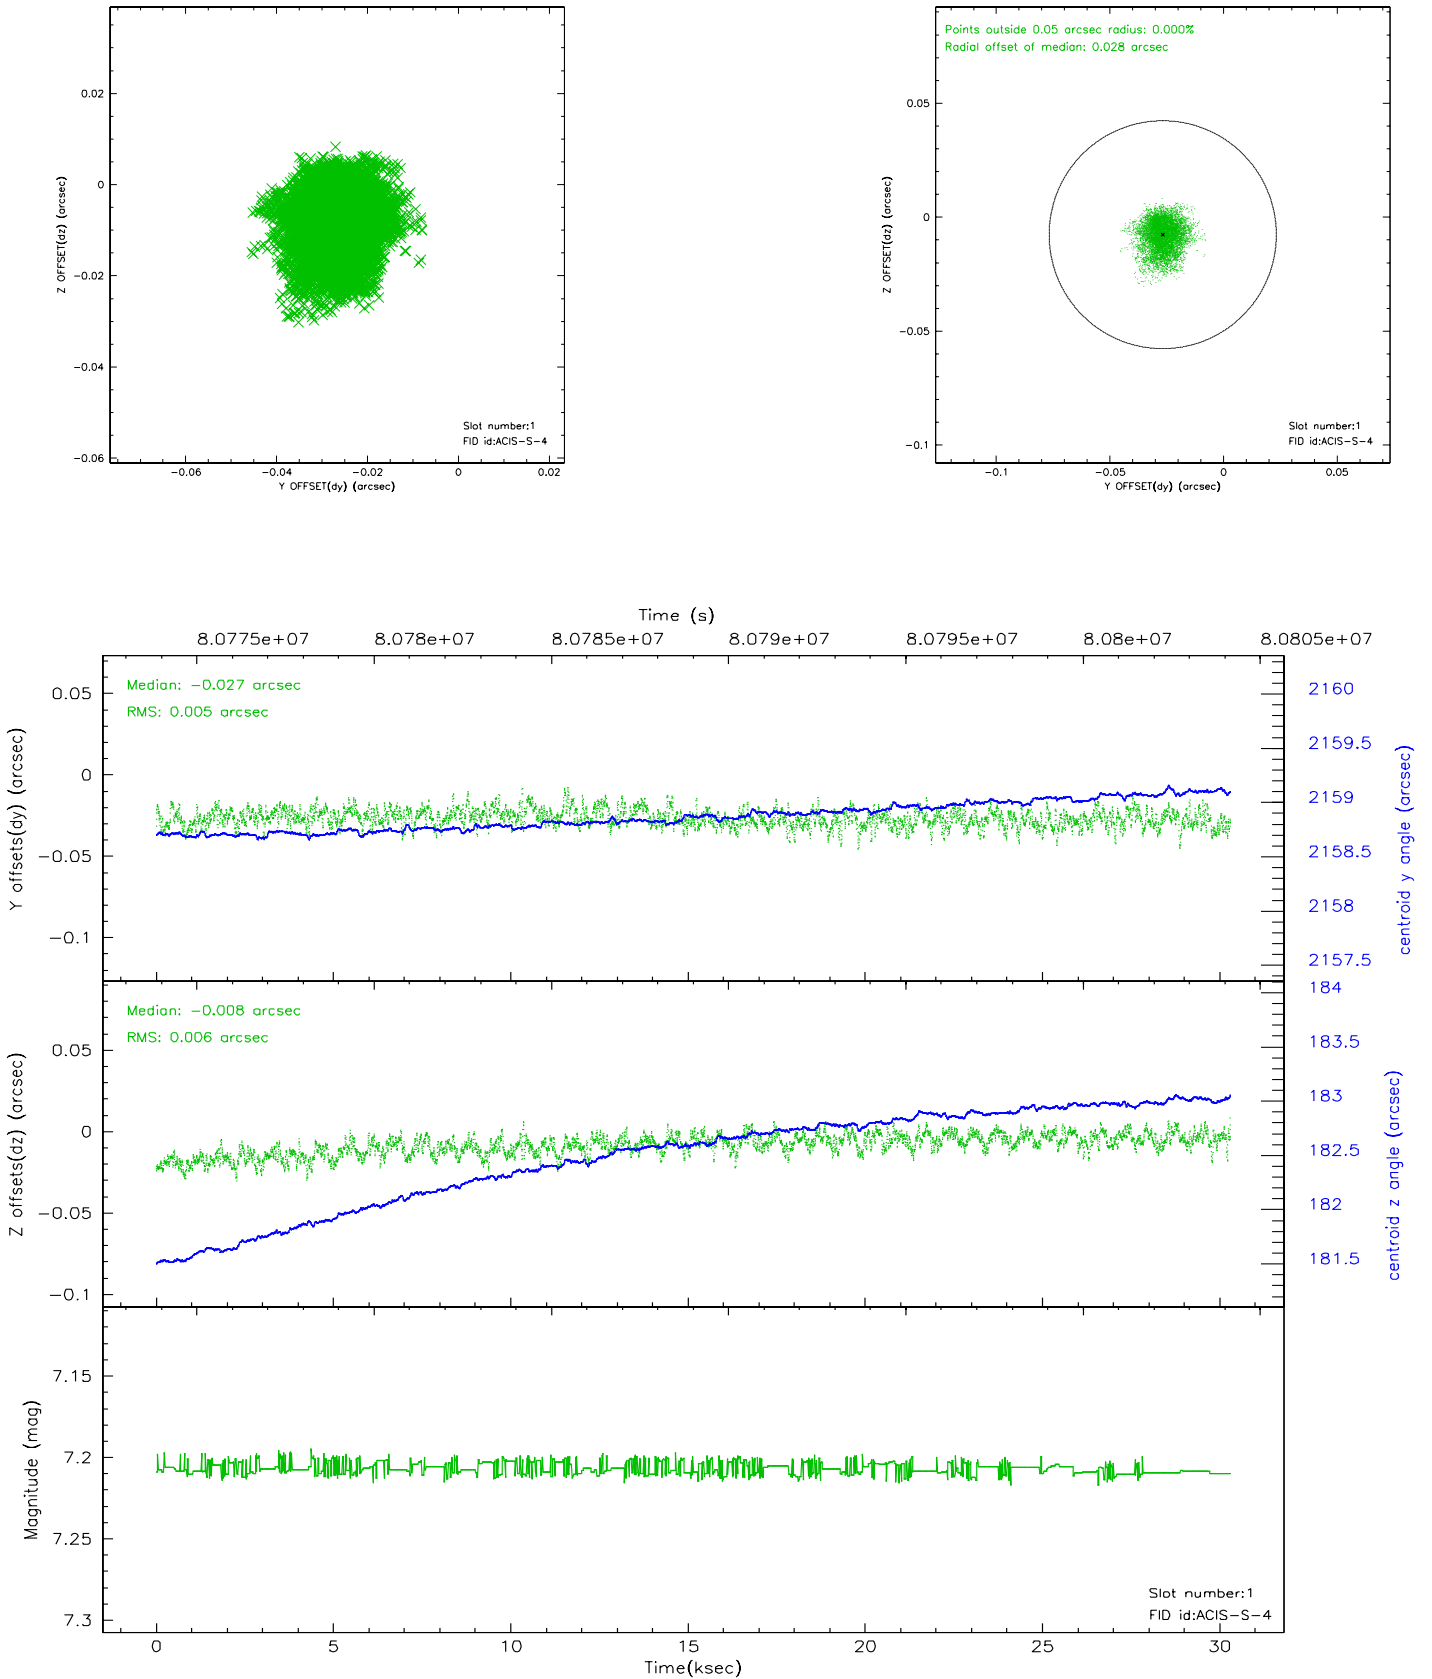 0.02
0
−0.02
−0.04
−0.06
Z OFFSET(dz) (arcsec)
Slot number:1
FID id:ACIS−S−4
−0.06
−0.04
−0.02
0
0.02
Y OFFSET(dy) (arcsec)
Points outside 0.05 arcsec radius: 0.000%
Radial offset of median: 0.028 arcsec
0.05
0
−0.05
−0.1
Z OFFSET(dz) (arcsec)
Slot number:1
FID id:ACIS−S−4
−0.1
−0.05
0
0.05
Y OFFSET(dy) (arcsec)
Time (s)
8.0775e+07
8.078e+07
8.0785e+07
8.079e+07
8.0795e+07
8.08e+07
8.0805e+07
Median: −0.027 arcsec
RMS: 0.005 arcsec
0.05
0
−0.05
−0.1
Y offsets(dy) (arcsec)
2160
2159.5
2159
2158.5
2158
2157.5
centroid y angle (arcsec)
Median: −0.008 arcsec
RMS: 0.006 arcsec
0.05
0
−0.05
−0.1
Z offsets(dz) (arcsec)
184
183.5
183
182.5
182
181.5
centroid z angle (arcsec)
7.15
7.2
7.25
7.3
Magnitude (mag)
Slot number:1
FID id:ACIS−S−4
0
5
10
15
20
25
30
Time(ksec)